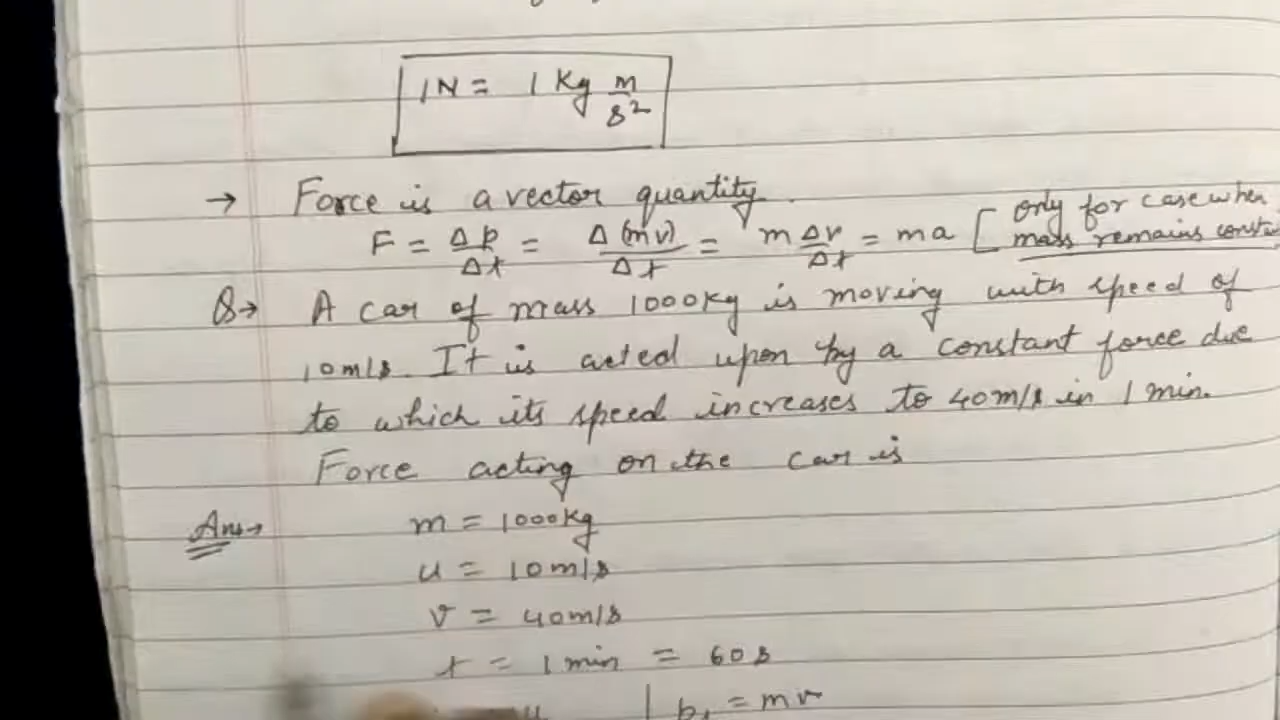 1N = 1 Kg m/s²
→ Force is a vector quantity.
F = Δp/Δt = Δ(mv)/Δt = m Δv/Δt = ma [only for case when
mass remains
Q→ A car of mass 1000kg is moving with speed of
10m/s. It is acted upon by a constant force due
to which its speed increases to 40m/s in 1 min.
Force acting on the car is
Ans→ m = 1000kg
u = 10m/s
v = 40m/s
t = 1 min = 60s
= mv